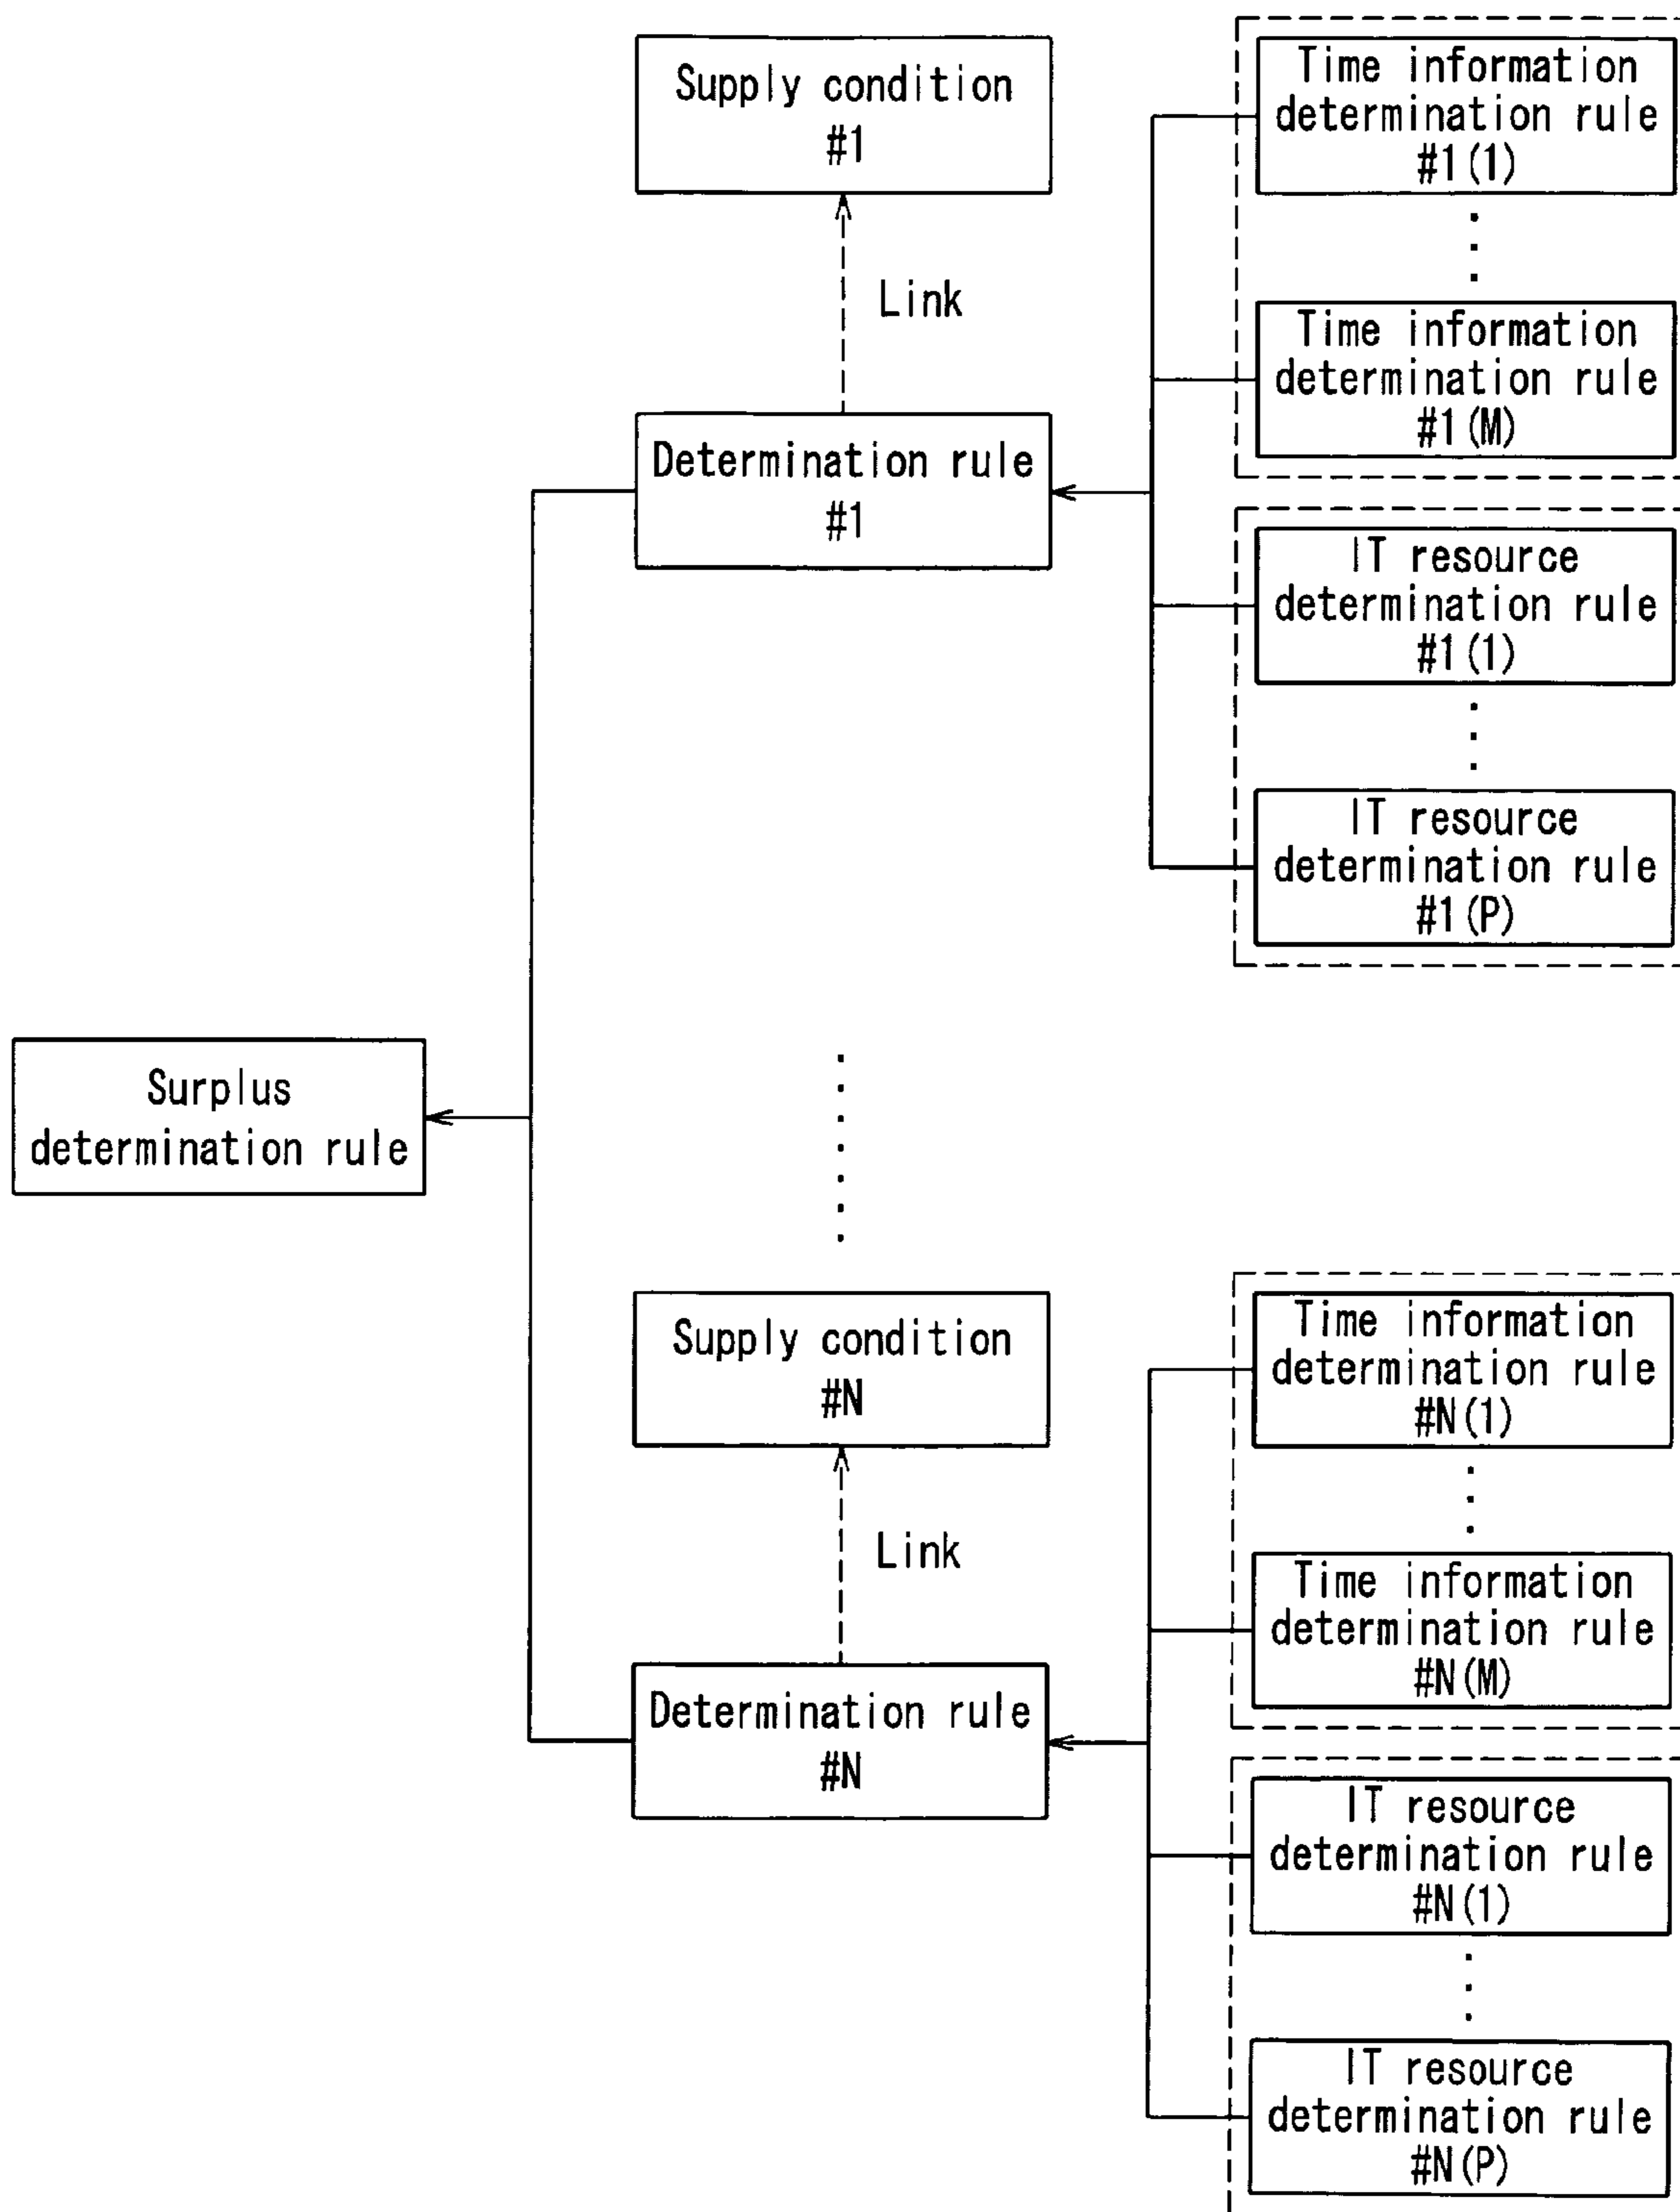 Supply condition
#1
Link
Determination rule
#1
Time information
determination rule
#1(1)
Time information
determination rule
#1(M)
IT resource
determination rule
#1(1)
IT resource
determination rule
#1(P)
Surplus
determination rule
Supply condition
#N
Link
Determination rule
#N
Time information
determination rule
#N(1)
Time information
determination rule
#N(M)
IT resource
determination rule
#N(1)
IT resource
determination rule
#N(P)